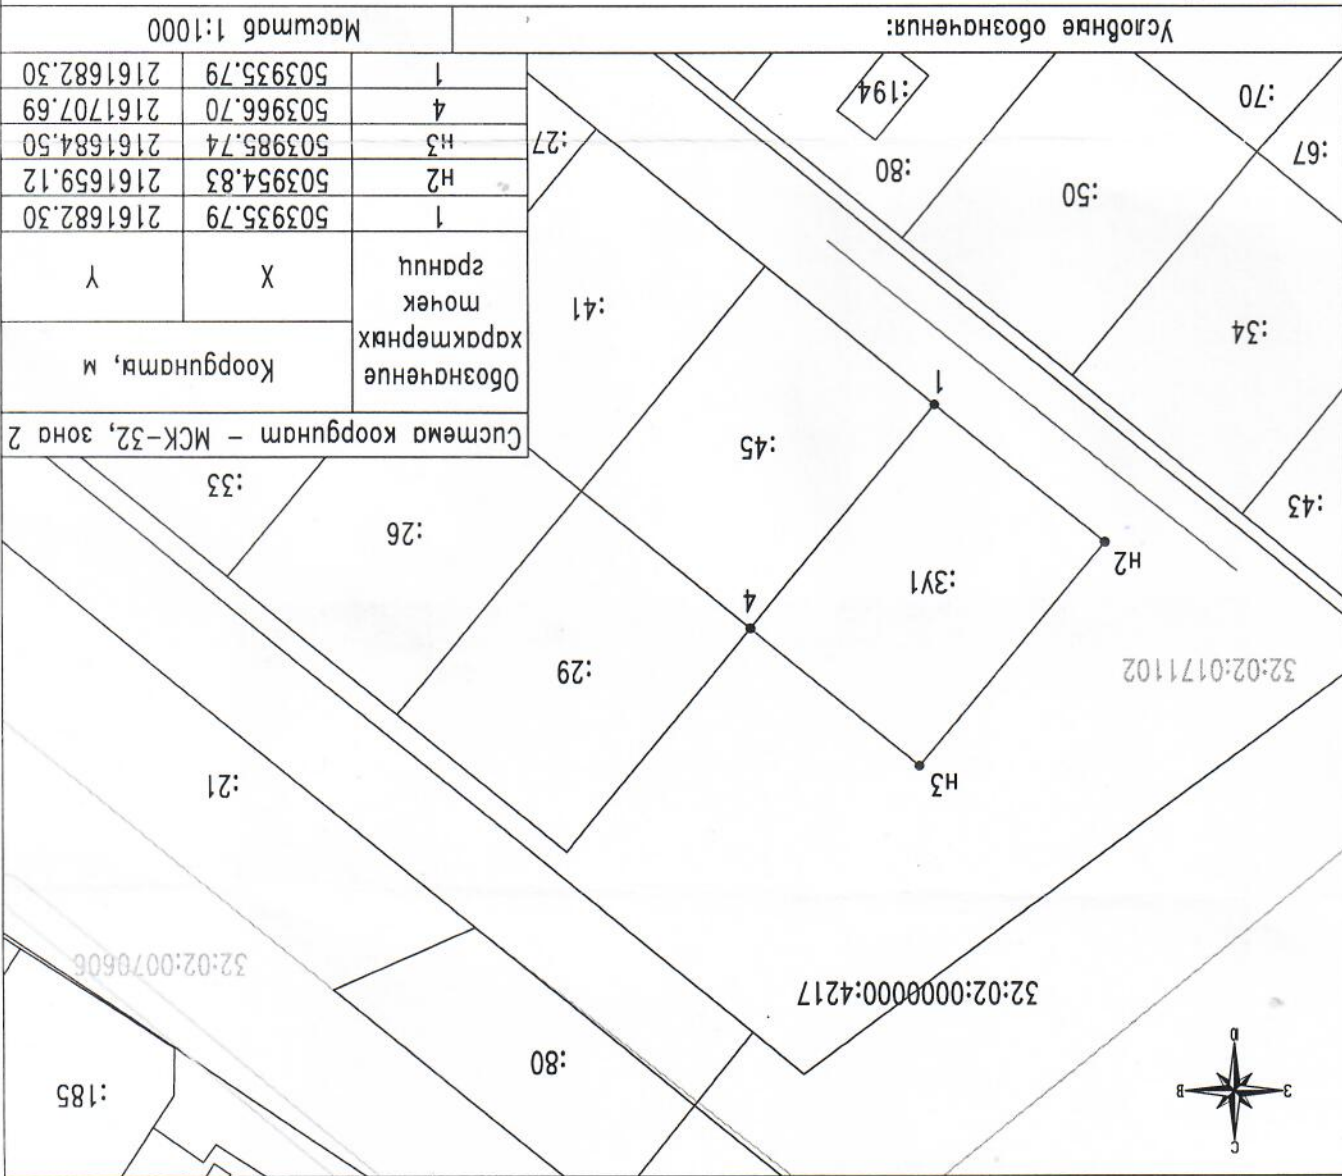 с
з в
ю
:185
:80
32:02:0000000:4217
32:02:0070606
н3
:21
32:02:0171102
:29
4
:ЗУ1
н2
:26
:43
:33
:45
1
:34
:41
:50
:80
:67
:27
:70
:194
Система координат – МСК-32, зона 2
Обозначение характерных точек границ
Координаты, м
X Y
1 503935.79 2161682.30
н2 503954.83 2161659.12
н3 503985.74 2161684.50
4 503966.70 2161707.69
1 503935.79 2161682.30
Условные обозначения:
Масштаб 1:1000